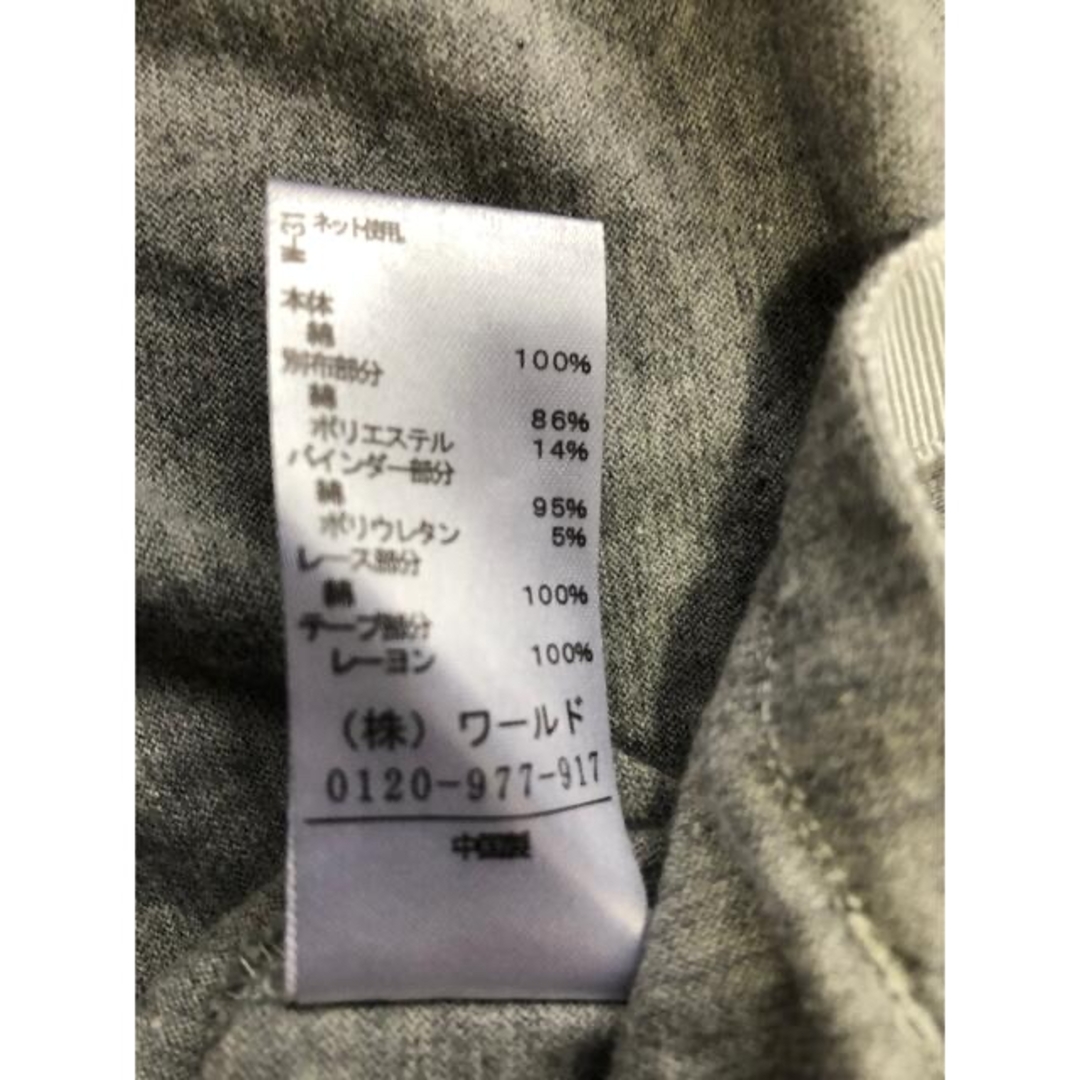 M-31 ネット使用
本体
綿 100%
別布部分
綿 86%
ポリエステル 14%
バインダー部分
綿 95%
ポリウレタン 5%
レース部分
綿 100%
テープ部分
レーヨン 100%
(株) ワールド
0120-977-917
中国製